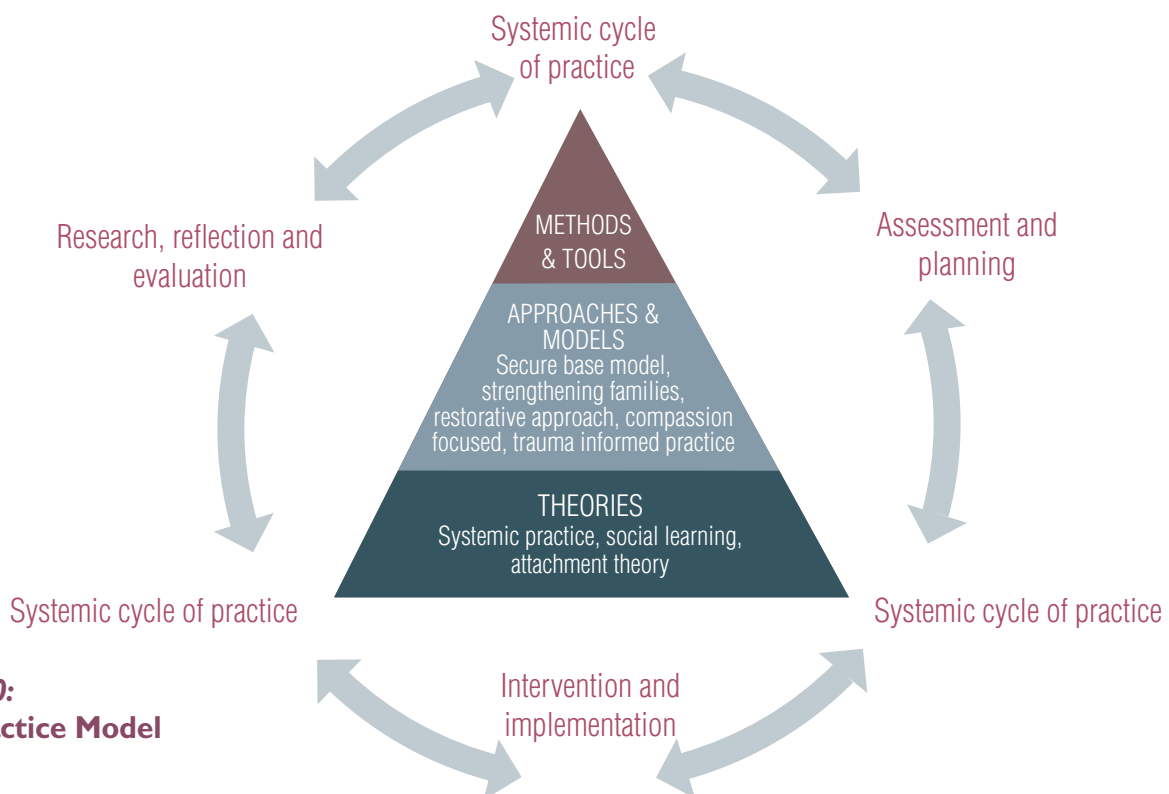 Systemic cycle
of practice
Research, reflection and
evaluation
Assessment and
planning
METHODS
& TOOLS
APPROACHES &
MODELS
Secure base model,
strengthening families,
restorative approach, compassion
focused, trauma informed practice
THEORIES
Systemic practice, social learning,
attachment theory
Systemic cycle of practice
Systemic cycle of practice
Intervention and
implementation
Model